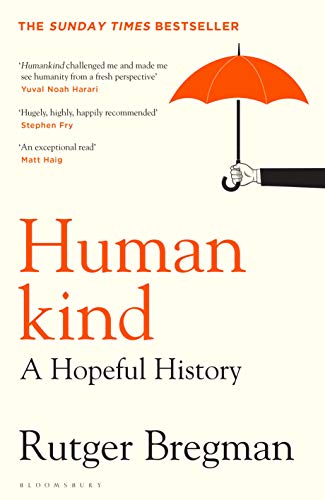 THE SUNDAY TIMES BESTSELLER
‘Humankind challenged me and made me
see humanity from a fresh perspective’
Yuval Noah Harari
‘Hugely, highly, happily recommended’
Stephen Fry
‘An exceptional read’
Matt Haig
Human
kind
A Hopeful History
Rutger Bregman
BLOOMSBURY